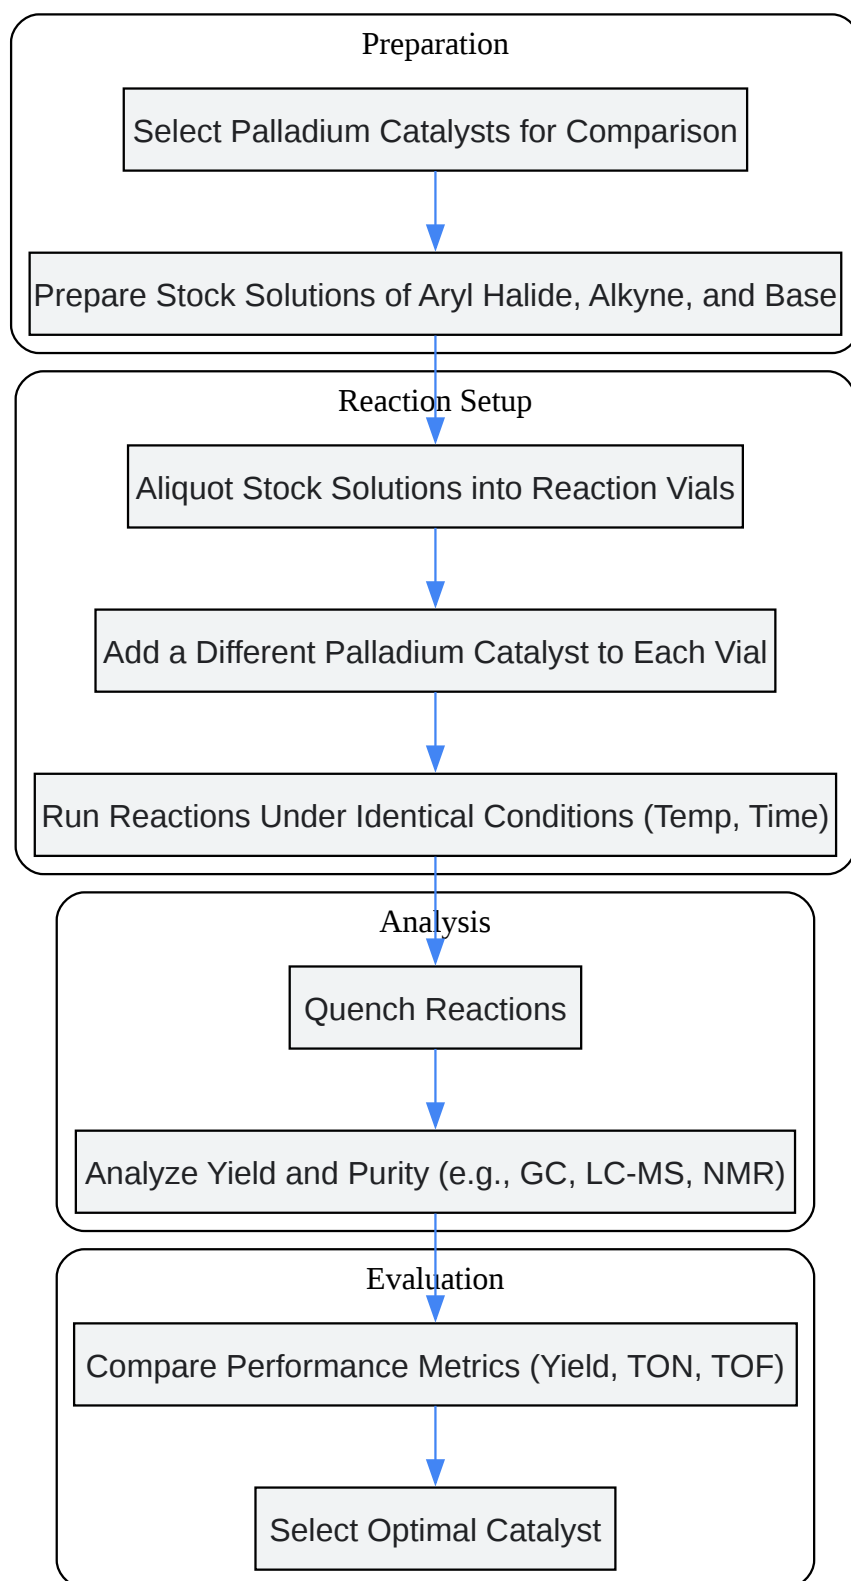 Preparation
Select Palladium Catalysts for Comparison
Prepare Stock Solutions of Aryl Halide, Alkyne, and Base
Reaction Setup
Aliquot Stock Solutions into Reaction Vials
Add a Different Palladium Catalyst to Each Vial
Run Reactions Under Identical Conditions (Temp, Time)
Analysis
Quench Reactions
Analyze Yield and Purity (e.g., GC, LC-MS, NMR)
Evaluation
Compare Performance Metrics (Yield, TON, TOF)
Select Optimal Catalyst